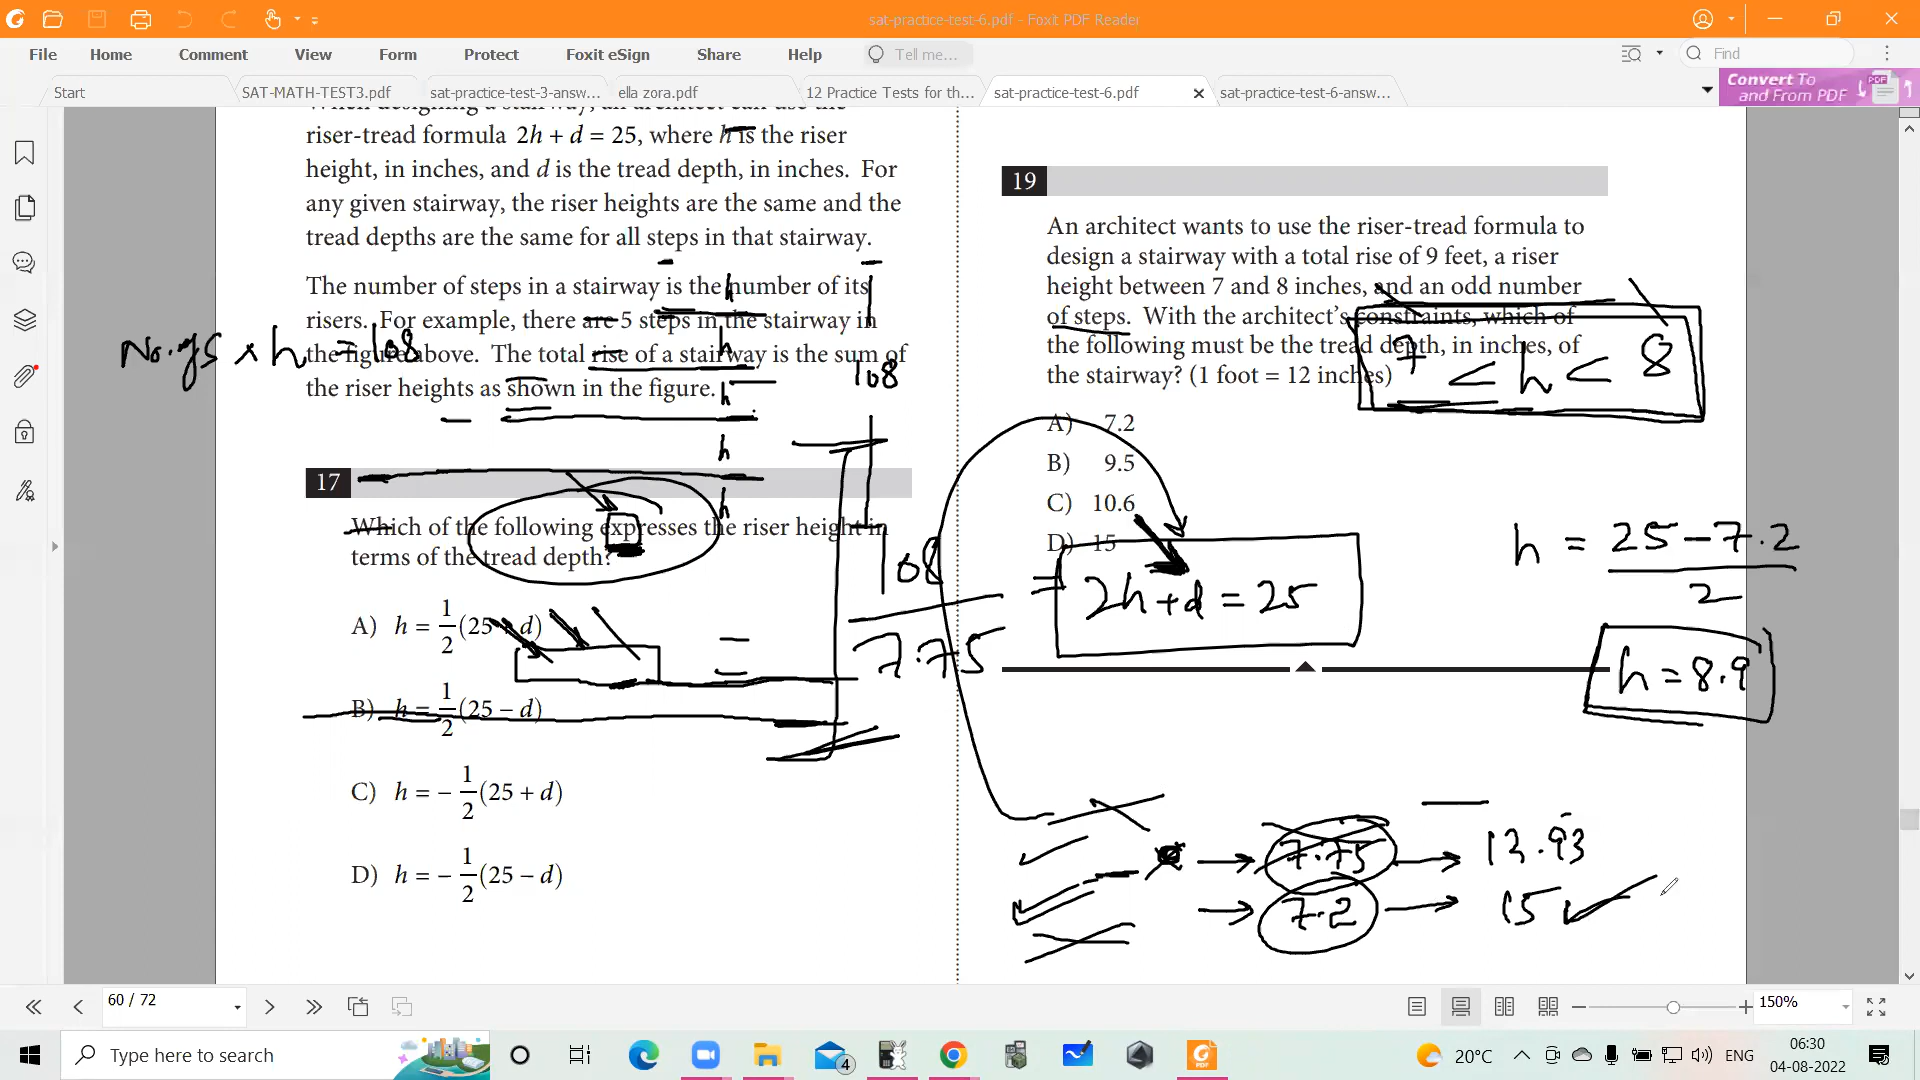 sat-practice-test-6.pdf - Foxit PDF Reader
File Home Comment View Form Protect Foxit eSign Share Help Tell me... Find
Start SAT-MATH-TEST3.pdf sat-practice-test-3-answ... ella zora.pdf 12 Practice Tests for th... sat-practice-test-6.pdf sat-practice-test-6-answ...
Convert To
and From PDF
riser-tread formula 2h + d = 25, where h is the riser
height, in inches, and d is the tread depth, in inches. For
any given stairway, the riser heights are the same and the
tread depths are the same for all steps in that stairway.
The number of steps in a stairway is the number of its
risers. For example, there are 5 steps in the stairway in
the figure above. The total rise of a stairway is the sum of
the riser heights as shown in the figure.
× h = 108
h
h
h
h
h
108
17
Which of the following expresses the riser height in
terms of the tread depth?
A) h = 1/2 (25 + d)
B) h = 1/2 (25 − d)
C) h = − 1/2 (25 + d)
D) h = − 1/2 (25 − d)
108
7.75
=
19
An architect wants to use the riser-tread formula to
design a stairway with a total rise of 9 feet, a riser
height between 7 and 8 inches, and an odd number
of steps. With the architect's constraints, which of
the following must be the tread depth, in inches, of
the stairway? (1 foot = 12 inches)
7 < h < 8
A) 7.2
B) 9.5
C) 10.6
D) 15
2h + d = 25
h = 25 − 7.2
2
h = 8.9
7.75
7.2
15
60 / 72
150%
Type here to search
4
20°C
ENG
06:30
04-08-2022